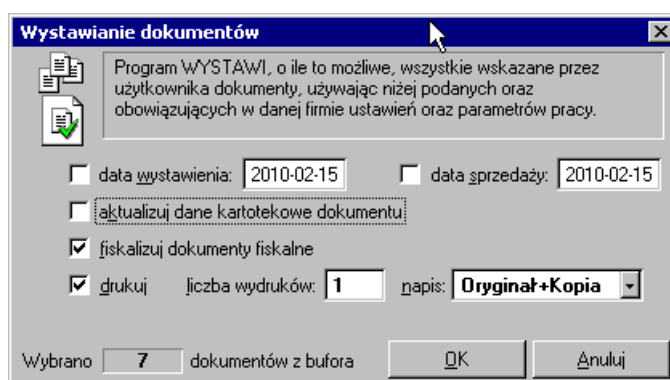 Wystawianie dokumentów
Program WYSTAWI, o ile to możliwe, wszystkie wskazane przez
użytkownika dokumenty, używając niżej podanych oraz
obowiązujących w danej firmie ustawień oraz parametrów pracy.
data wystawienia: 2010-02-15 data sprzedaży: 2010-02-15
aktualizuj dane kartotekowe dokumentu
fiskalizuj dokumenty fiskalne
drukuj liczba wydruków: 1 napis: Oryginał+Kopia
Wybrano 7 dokumentów z bufora OK Anuluj